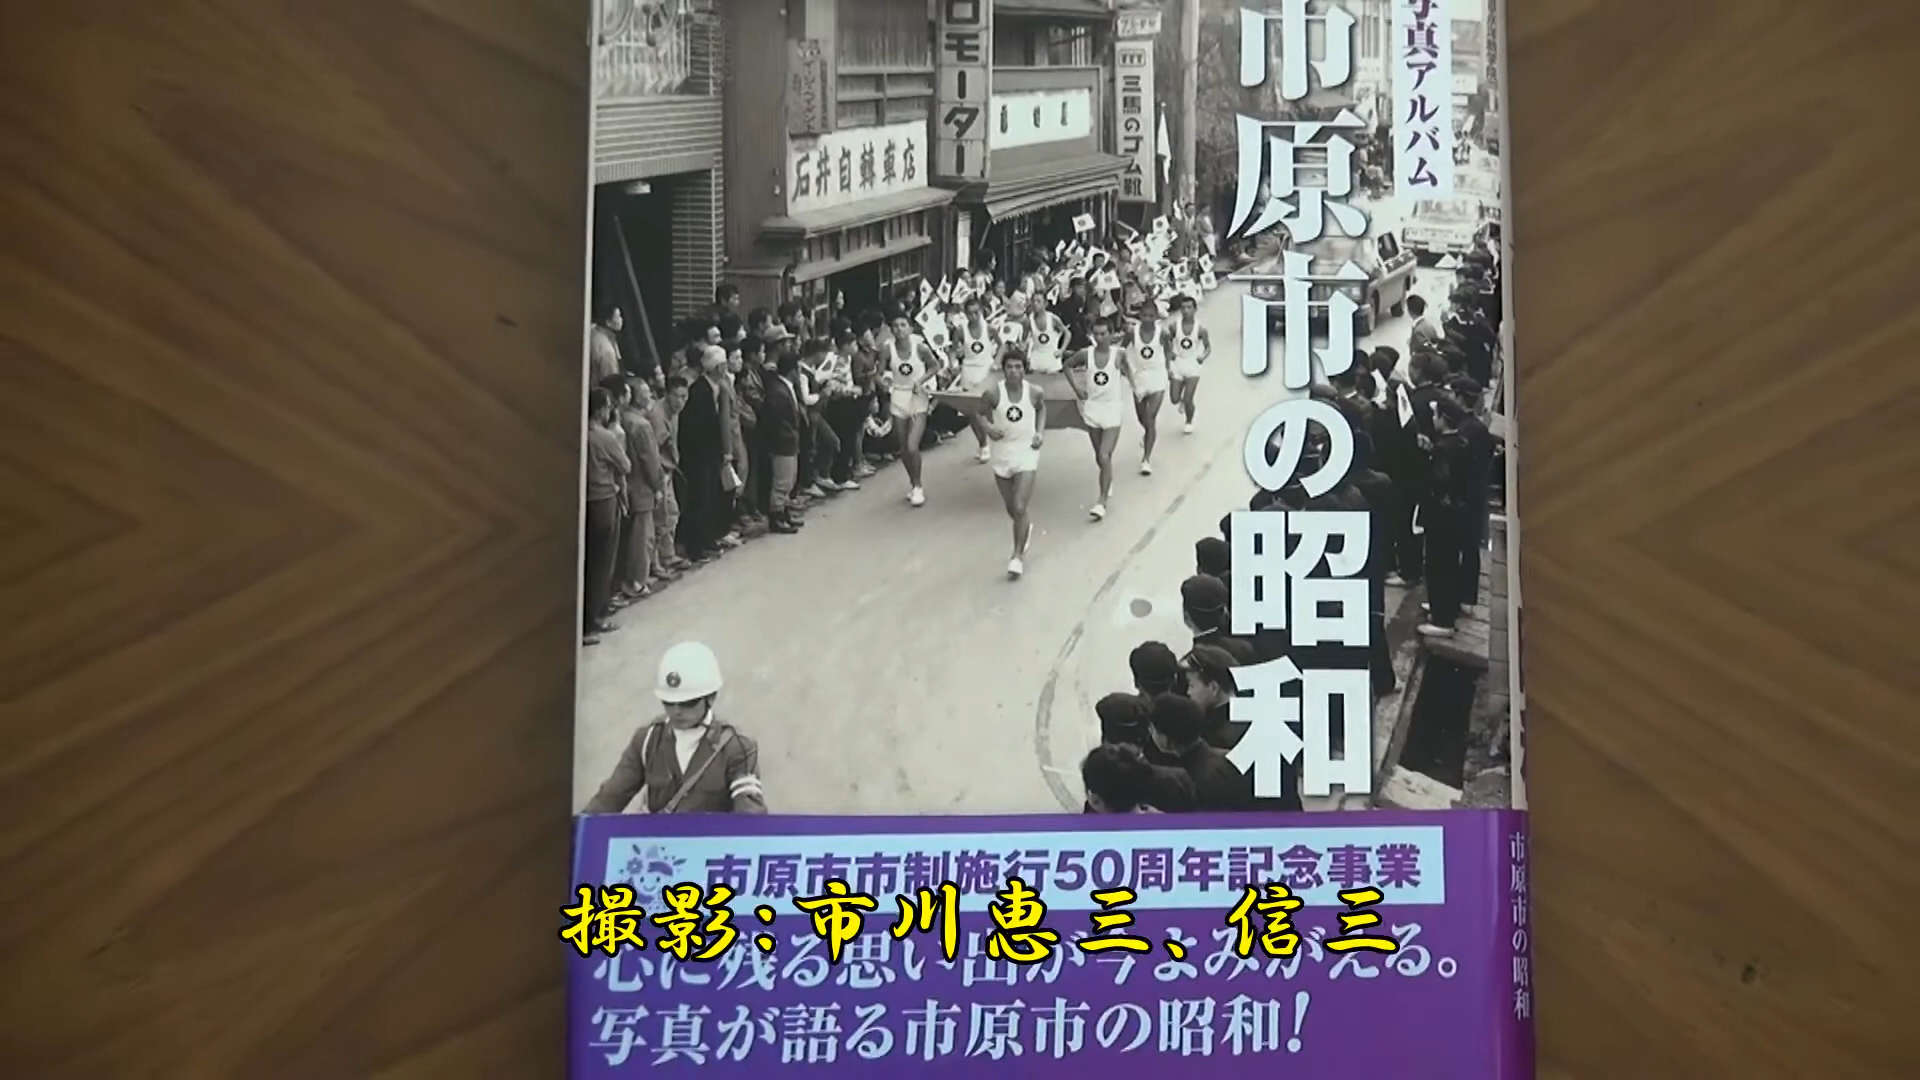 写真アルバム
市原市の昭和
石井自轉車店
モーター
三馬のゴム靴
市原市市制施行50周年記念事業
心に残る思い出が今よみがえる。
写真が語る市原市の昭和!
撮影:市川恵三、信三
市原市の昭和